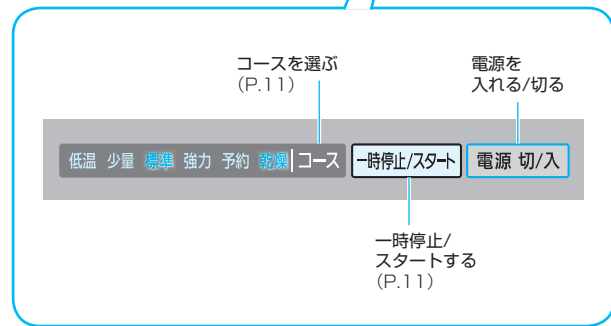 コースを選ぶ
(P.11)
電源を
入れる/切る
低温 少量 標準 強力 予約 乾燥 コース 一時停止/スタート 電源 切/入
一時停止/
スタートする
(P.11)